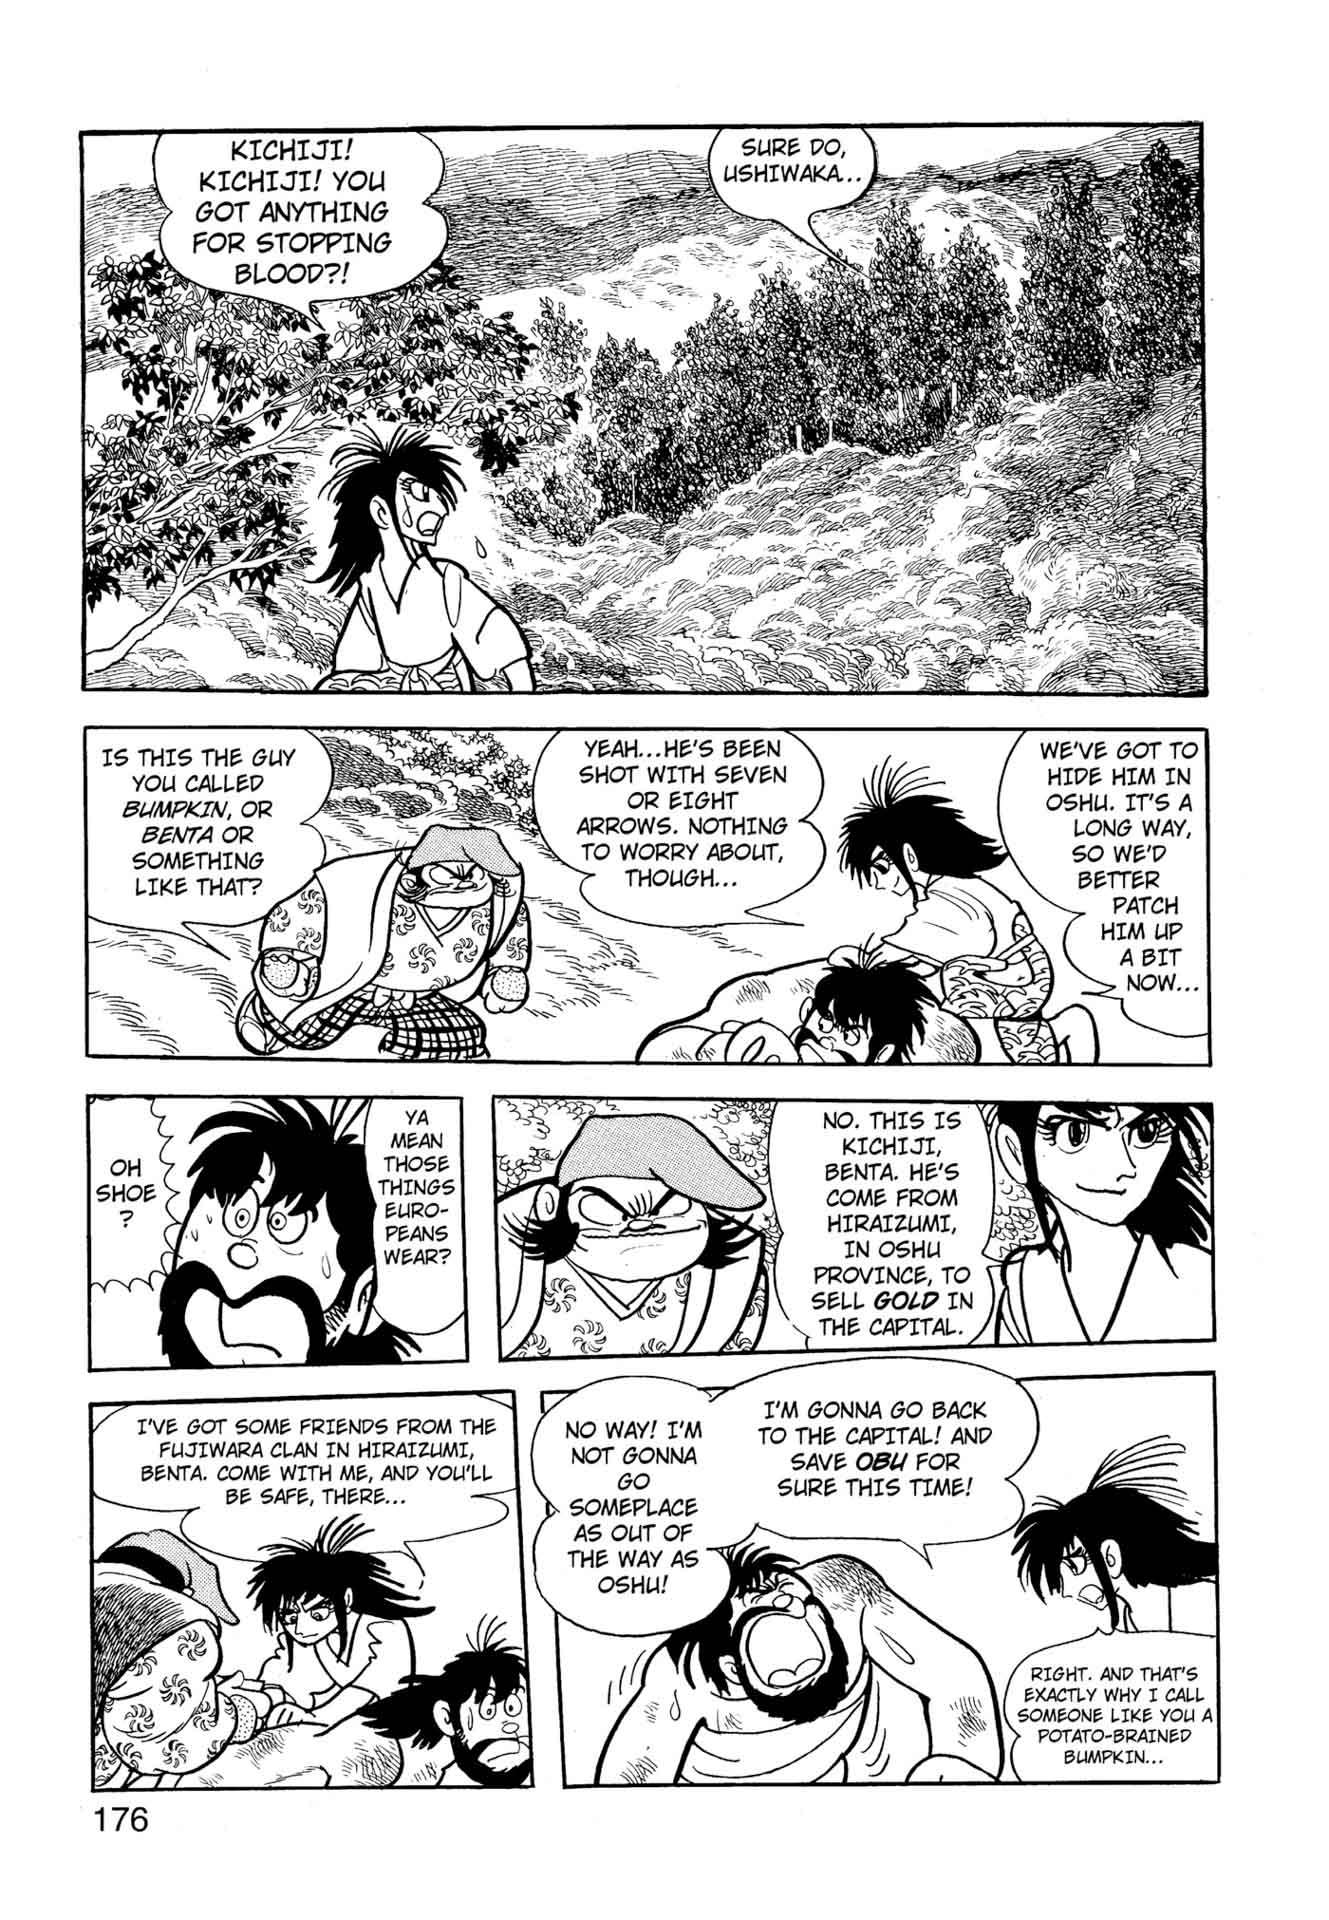 KICHIJI!
KICHIJI! YOU
GOT ANYTHING
FOR STOPPING
BLOOD?!
SURE DO,
USHIWAKA...
IS THIS THE GUY
YOU CALLED
BUMPKIN, OR
BENTA OR
SOMETHING
LIKE THAT?
YEAH...HE'S BEEN
SHOT WITH SEVEN
OR EIGHT
ARROWS. NOTHING
TO WORRY ABOUT,
THOUGH...
WE'VE GOT TO
HIDE HIM IN
OSHU. IT'S A
LONG WAY,
SO WE'D
BETTER
PATCH
HIM UP
A BIT
NOW...
OH
SHOE
?
YA
MEAN
THOSE
THINGS
EURO-
PEANS
WEAR?
NO. THIS IS
KICHIJI,
BENTA. HE'S
COME FROM
HIRAIZUMI,
IN OSHU
PROVINCE, TO
SELL GOLD IN
THE CAPITAL.
I'VE GOT SOME FRIENDS FROM THE
FUJIWARA CLAN IN HIRAIZUMI,
BENTA. COME WITH ME, AND YOU'LL
BE SAFE, THERE...
NO WAY! I'M
NOT GONNA
GO
SOMEPLACE
AS OUT OF
THE WAY AS
OSHU!
I'M GONNA GO BACK
TO THE CAPITAL! AND
SAVE OBU FOR
SURE THIS TIME!
RIGHT. AND THAT'S
EXACTLY WHY I CALL
SOMEONE LIKE YOU A
POTATO-BRAINED
BUMPKIN...
176